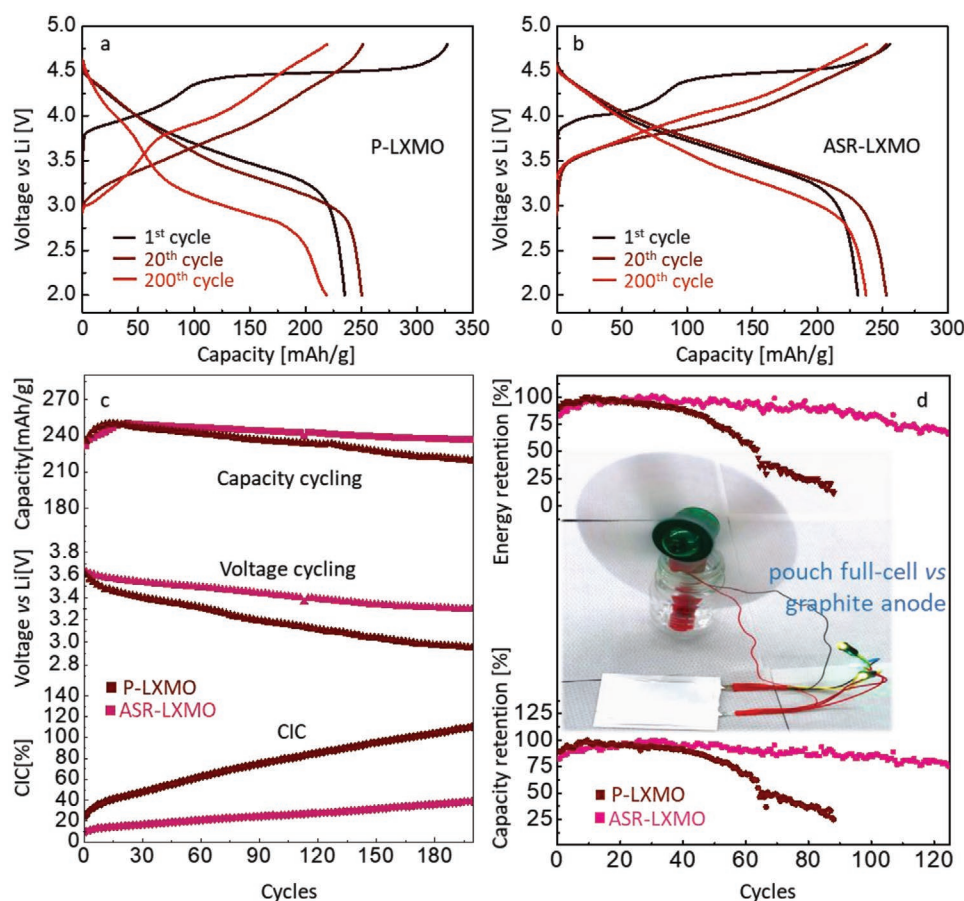 a
P-LXMO
1st cycle
20th cycle
200th cycle
Voltage vs Li [V]
5.0
4.5
4.0
3.5
3.0
2.5
2.0
0 50 100 150 200 250 300 350
Capacity [mAh/g]
b
ASR-LXMO
1st cycle
20th cycle
200th cycle
Voltage vs Li [V]
5.0
4.5
4.0
3.5
3.0
2.5
2.0
0 50 100 150 200 250 300
Capacity [mAh/g]
c
Capacity[mAh/g]
270
240
210
180
Capacity cycling
Voltage vs Li[V]
3.8
3.6
3.4
3.2
3.0
2.8
Voltage cycling
P-LXMO
ASR-LXMO
CIC
CIC[%]
140
120
100
80
60
40
20
0
0 30 60 90 120 150 180
Cycles
d
Energy retention [%]
100
75
50
25
0
pouch full-cell vs
graphite anode
Capacity retention [%]
125
100
75
50
25
P-LXMO
ASR-LXMO
0 20 40 60 80 100 120
Cycles